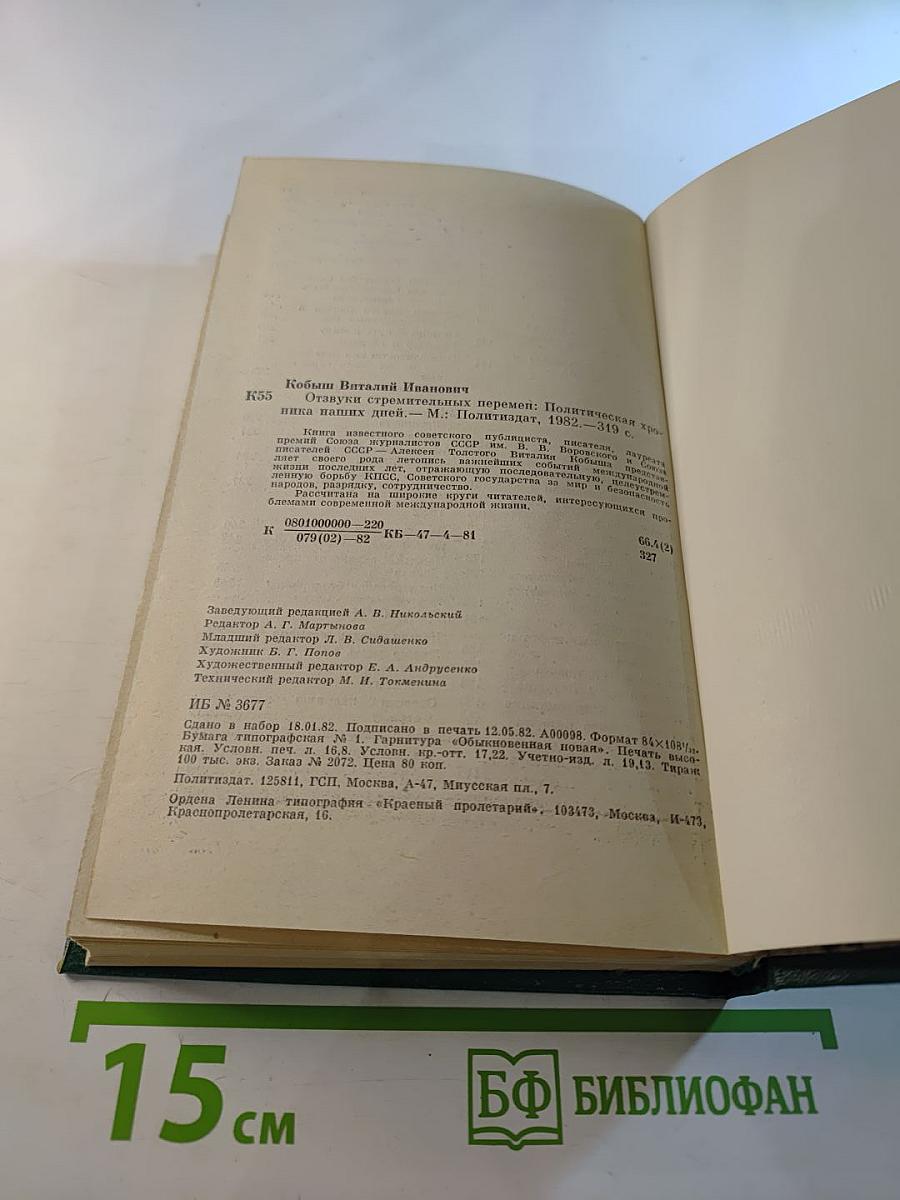 Кобыш Виталий Иванович
К55 Отзвуки стремительных перемен: Политическая хро-
ника наших дней.— М.: Политиздат, 1982.—319 с.
Книга известного советского публициста, писателя, лауреата
премий Союза журналистов СССР им. В. В. Воровского и Союза
писателей СССР — Алексея Толстого Виталия Кобыша представ-
ляет своего рода летопись важнейших событий международной
жизни последних лет, отражающую последовательную, целеустрем-
ленную борьбу КПСС, Советского государства за мир и безопасность
народов, разрядку, сотрудничество.
Рассчитана на широкие круги читателей, интересующихся про-
блемами современной международной жизни.
К 0801000000—220
079(02)—82 КБ—47—4—81
66.4(2)
327
Заведующий редакцией А. В. Никольский
Редактор А. Г. Мартынова
Младший редактор Л. В. Сидашенко
Художник Б. Г. Попов
Художественный редактор Е. А. Андрусенко
Технический редактор М. И. Токменина
ИБ № 3677
Сдано в набор 18.01.82. Подписано в печать 12.05.82. А00098. Формат 84×108¹/₃₂.
Бумага типографская № 1. Гарнитура «Обыкновенная новая». Печать высо-
кая. Условн. печ. л. 16,8. Условн. кр.-отт. 17,22. Учетно-изд. л. 19,13. Тираж
100 тыс. экз. Заказ № 2072. Цена 80 коп.
Политиздат. 125811, ГСП, Москва, А-47, Миусская пл., 7.
Ордена Ленина типография «Красный пролетарий». 103473, Москва, И-473,
Краснопролетарская, 16.
15 см
БФ БИБЛИОФАН